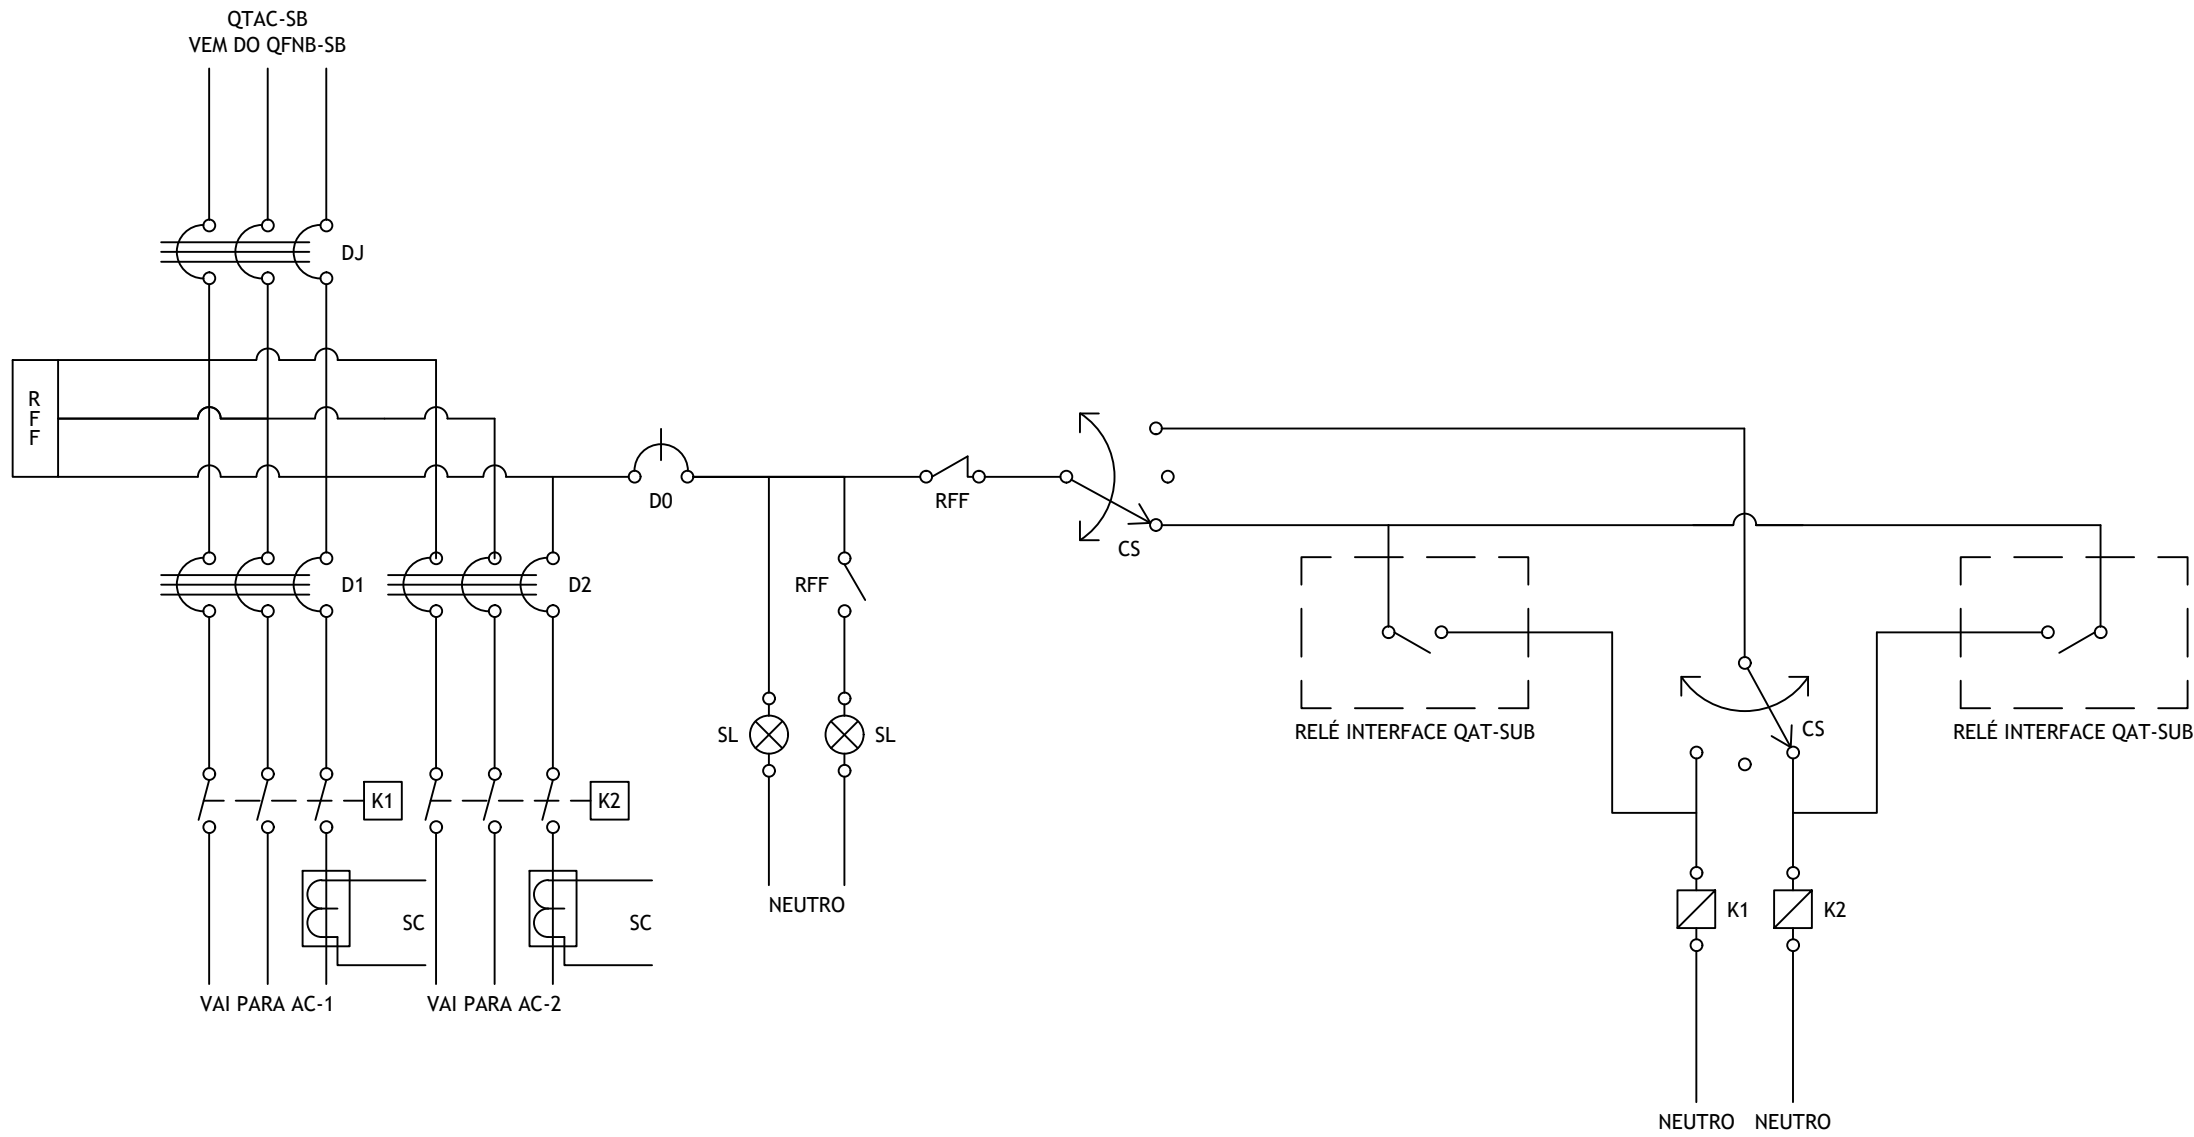 QTAC-SB
VEM DO QFNB-SB
DJ
R
F
F
D0
RFF
CS
D1
D2
RFF
SL
SL
RELÉ INTERFACE QAT-SUB
CS
RELÉ INTERFACE QAT-SUB
K1
K2
SC
SC
NEUTRO
K1
K2
VAI PARA AC-1
VAI PARA AC-2
NEUTRO
NEUTRO